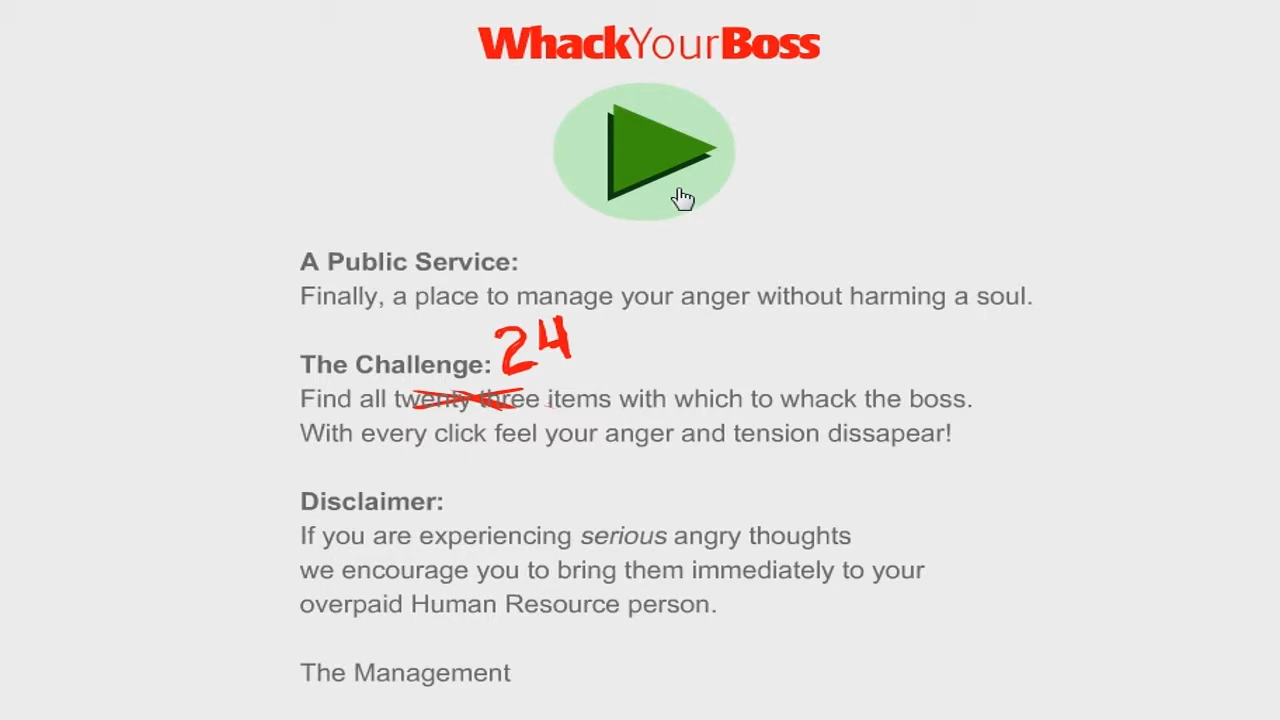 WhackYourBoss
A Public Service:
Finally, a place to manage your anger without harming a soul.
24
The Challenge:
Find all twenty three items with which to whack the boss.
With every click feel your anger and tension dissapear!
Disclaimer:
If you are experiencing serious angry thoughts
we encourage you to bring them immediately to your
overpaid Human Resource person.
The Management